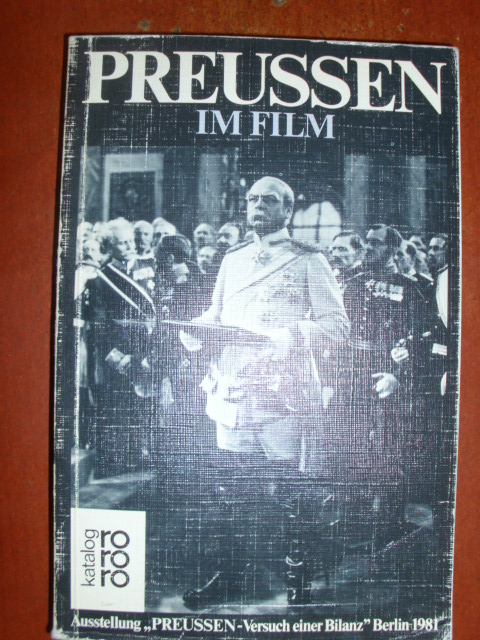 PREUSSEN
IM FILM
katalog
ro
ro
ro
Ausstellung „PREUSSEN-Versuch einer Bilanz" Berlin 1981